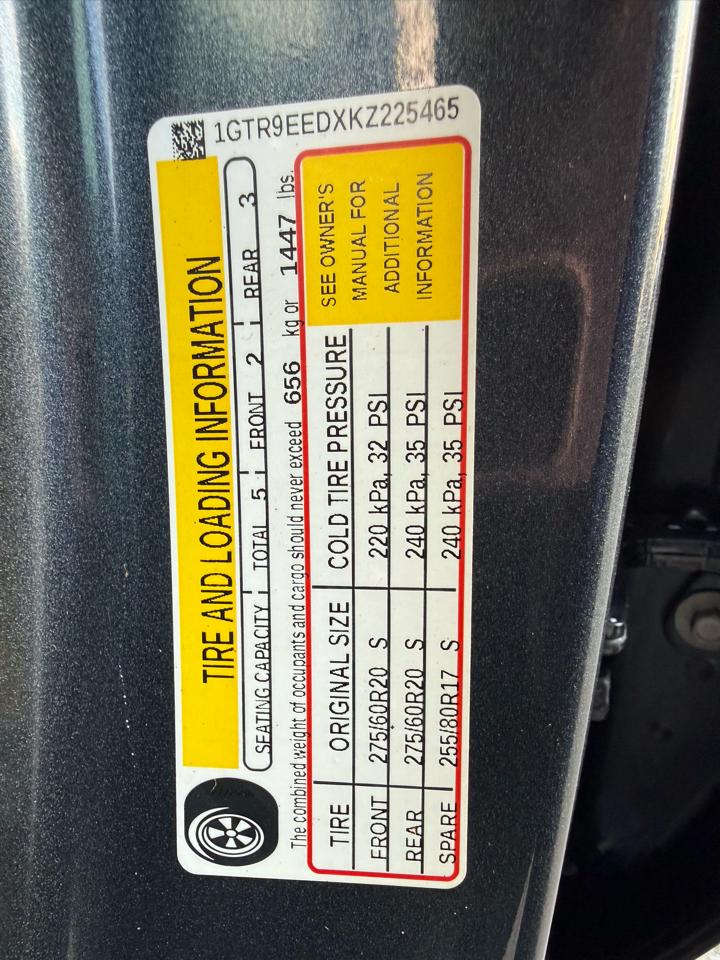 1GTR9EEDXKZ225465
TIRE AND LOADING INFORMATION
SEATING CAPACITY TOTAL 5 FRONT 2 REAR 3
The combined weight of occupants and cargo should never exceed 656 kg or 1447 lbs.
TIRE ORIGINAL SIZE COLD TIRE PRESSURE
FRONT 275/60R20 S 220 kPa, 32 PSI
REAR 275/60R20 S 240 kPa, 35 PSI
SPARE 255/80R17 S 240 kPa, 35 PSI
SEE OWNER'S
MANUAL FOR
ADDITIONAL
INFORMATION